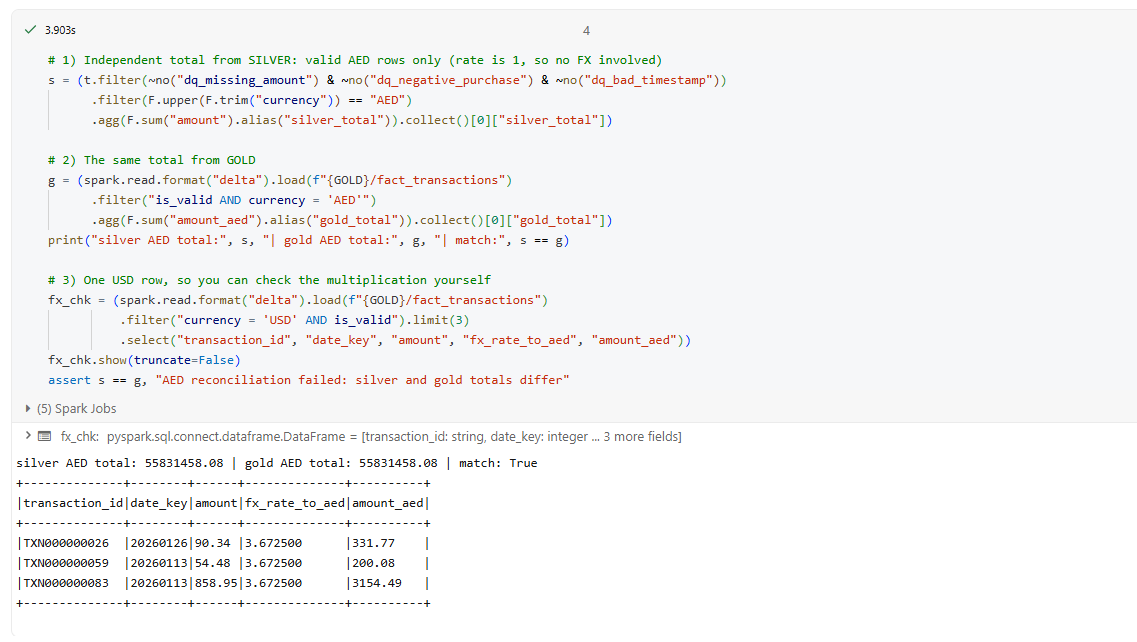 3.903s
4
# 1) Independent total from SILVER: valid AED rows only (rate is 1, so no FX involved)
s = (t.filter(~no("dq_missing_amount") & ~no("dq_negative_purchase") & ~no("dq_bad_timestamp"))
.filter(F.upper(F.trim("currency")) == "AED")
.agg(F.sum("amount").alias("silver_total")).collect()[0]["silver_total"])
# 2) The same total from GOLD
g = (spark.read.format("delta").load(f"{GOLD}/fact_transactions")
.filter("is_valid AND currency = 'AED'")
.agg(F.sum("amount_aed").alias("gold_total")).collect()[0]["gold_total"])
print("silver AED total:", s, "| gold AED total:", g, "| match:", s == g)
# 3) One USD row, so you can check the multiplication yourself
fx_chk = (spark.read.format("delta").load(f"{GOLD}/fact_transactions")
.filter("currency = 'USD' AND is_valid").limit(3)
.select("transaction_id", "date_key", "amount", "fx_rate_to_aed", "amount_aed"))
fx_chk.show(truncate=False)
assert s == g, "AED reconciliation failed: silver and gold totals differ"
(5) Spark Jobs
fx_chk: pyspark.sql.connect.dataframe.DataFrame = [transaction_id: string, date_key: integer ... 3 more fields]
silver AED total: 55831458.08 | gold AED total: 55831458.08 | match: True
+--------------+--------+------+--------------+----------+
|transaction_id|date_key|amount|fx_rate_to_aed|amount_aed|
+--------------+--------+------+--------------+----------+
|TXN000000026  |20260126|90.34 |3.672500      |331.77    |
|TXN000000059  |20260113|54.48 |3.672500      |200.08    |
|TXN000000083  |20260113|858.95|3.672500      |3154.49   |
+--------------+--------+------+--------------+----------+